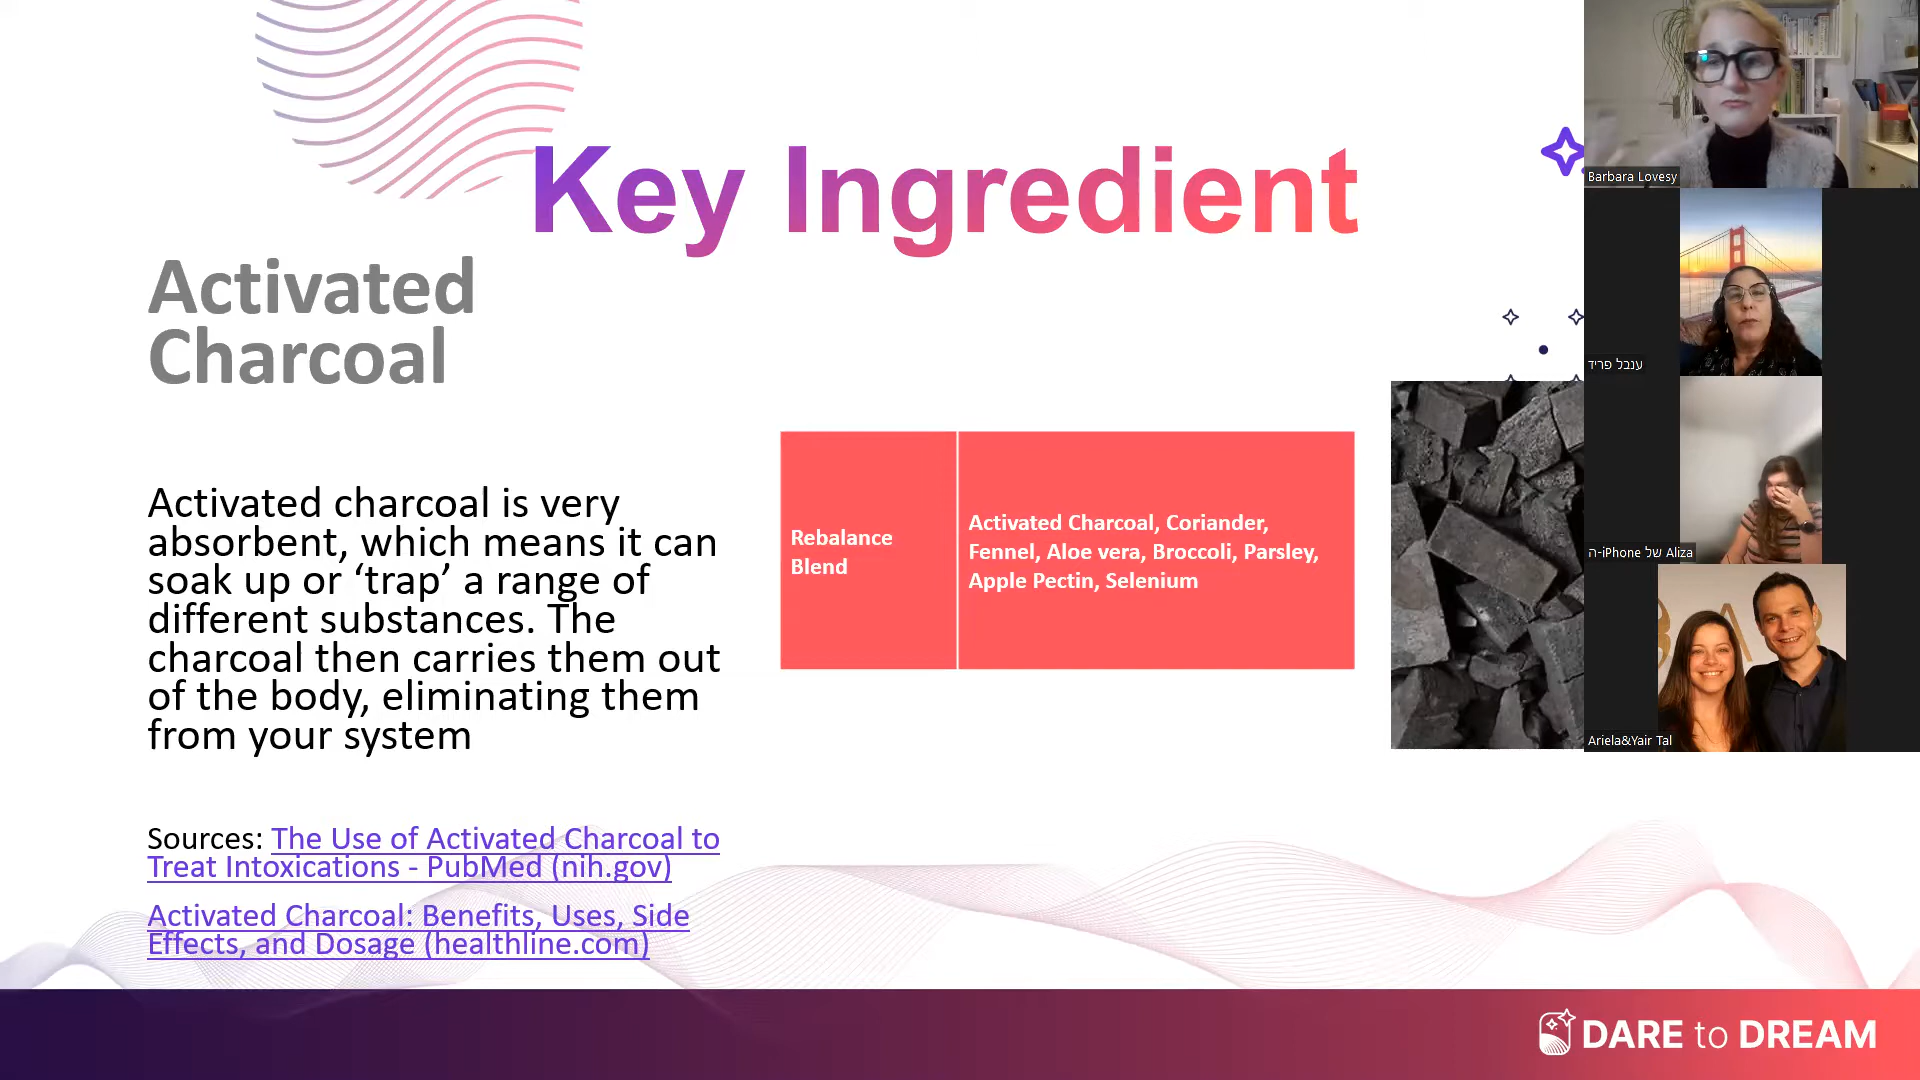 Key Ingredient
Activated
Charcoal
Activated charcoal is very
absorbent, which means it can
soak up or ‘trap’ a range of
different substances. The
charcoal then carries them out
of the body, eliminating them
from your system
Sources: The Use of Activated Charcoal to
Treat Intoxications - PubMed (nih.gov)
Activated Charcoal: Benefits, Uses, Side
Effects, and Dosage (healthline.com)
Rebalance
Blend
Activated Charcoal, Coriander,
Fennel, Aloe vera, Broccoli, Parsley,
Apple Pectin, Selenium
Barbara Lovesy
ענבל פריד
ה-iPhone של Aliza
Ariela&Yair Tal
DARE to DREAM